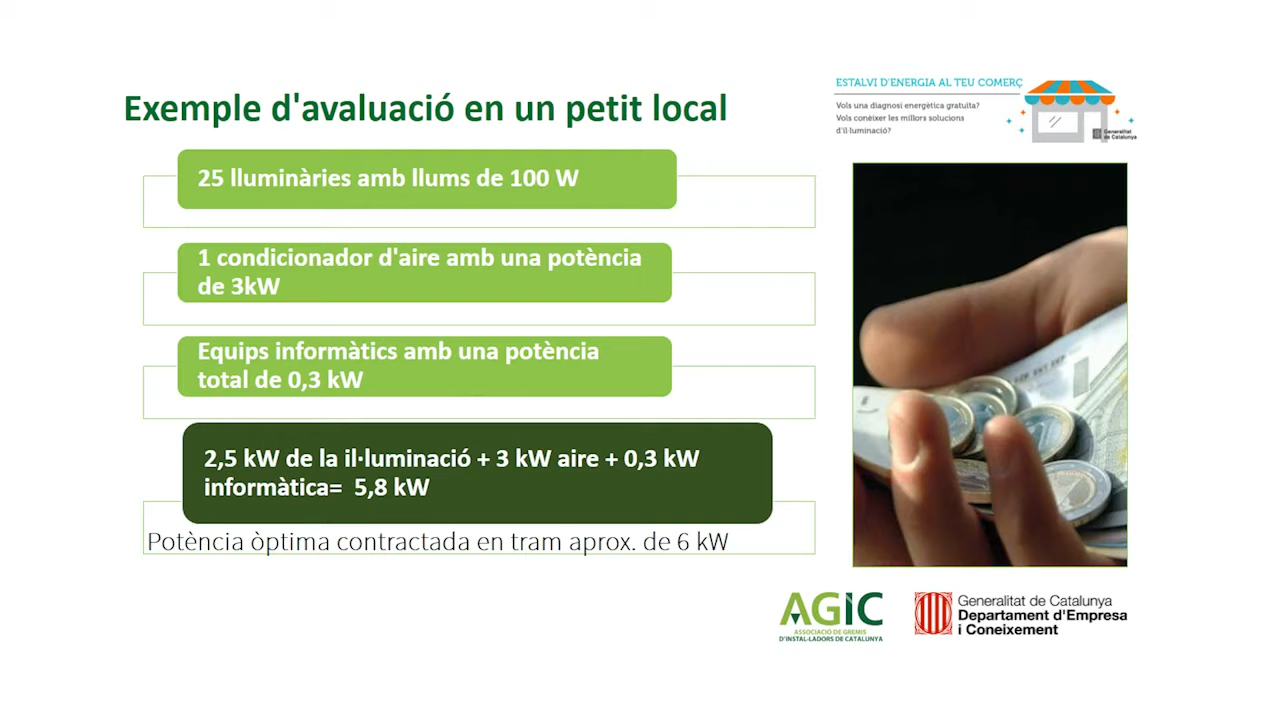 Exemple d'avaluació en un petit local
ESTALVI D'ENERGIA AL TEU COMERÇ
Vols una diagnosi energètica gratuïta?
Vols conèixer les millors solucions
d'il·luminació?
Generalitat
de Catalunya
25 lluminàries amb llums de 100 W
1 condicionador d'aire amb una potència
de 3kW
Equips informàtics amb una potència
total de 0,3 kW
2,5 kW de la il·luminació + 3 kW aire + 0,3 kW
informàtica= 5,8 kW
Potència òptima contractada en tram aprox. de 6 kW
AGIC
ASSOCIACIÓ DE GREMIS
D'INSTAL·LADORS DE CATALUNYA
Generalitat de Catalunya
Departament d'Empresa
i Coneixement